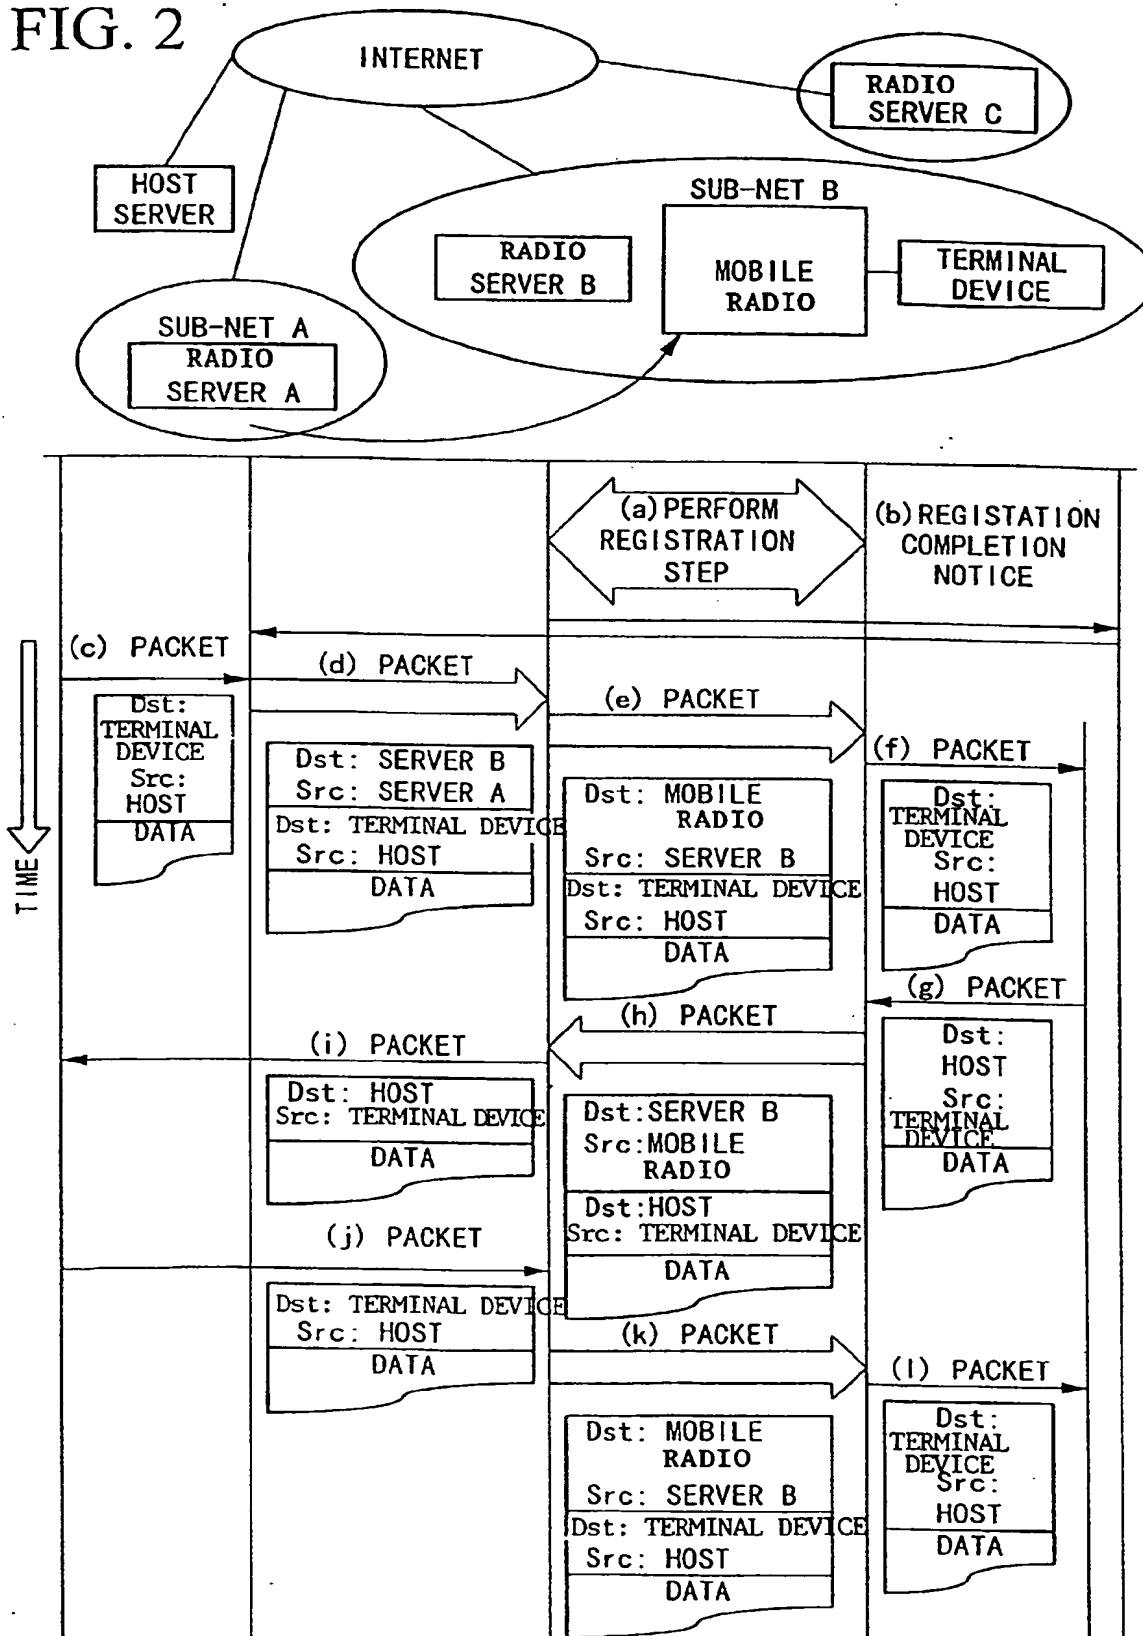 FIG. 2
INTERNET
RADIO
SERVER C
HOST
SERVER
SUB-NET B
RADIO
SERVER B
MOBILE
RADIO
TERMINAL
DEVICE
SUB-NET A
RADIO
SERVER A
(a) PERFORM
REGISTRATION
STEP
(b) REGISTATION
COMPLETION
NOTICE
TIME
(c) PACKET
Dst:
TERMINAL
DEVICE
Src:
HOST
DATA
(d) PACKET
Dst: SERVER B
Src: SERVER A
Dst: TERMINAL DEVICE
Src: HOST
DATA
(e) PACKET
Dst: MOBILE
RADIO
Src: SERVER B
Dst: TERMINAL DEVICE
Src: HOST
DATA
(f) PACKET
Dst:
TERMINAL
DEVICE
Src:
HOST
DATA
(g) PACKET
Dst:
HOST
Src:
TERMINAL
DEVICE
DATA
(h) PACKET
Dst:SERVER B
Src:MOBILE
RADIO
Dst:HOST
Src: TERMINAL DEVICE
DATA
(i) PACKET
Dst: HOST
Src: TERMINAL DEVICE
DATA
(j) PACKET
Dst: TERMINAL DEVICE
Src: HOST
DATA
(k) PACKET
Dst: MOBILE
RADIO
Src: SERVER B
Dst: TERMINAL DEVICE
Src: HOST
DATA
(l) PACKET
Dst:
TERMINAL
DEVICE
Src:
HOST
DATA